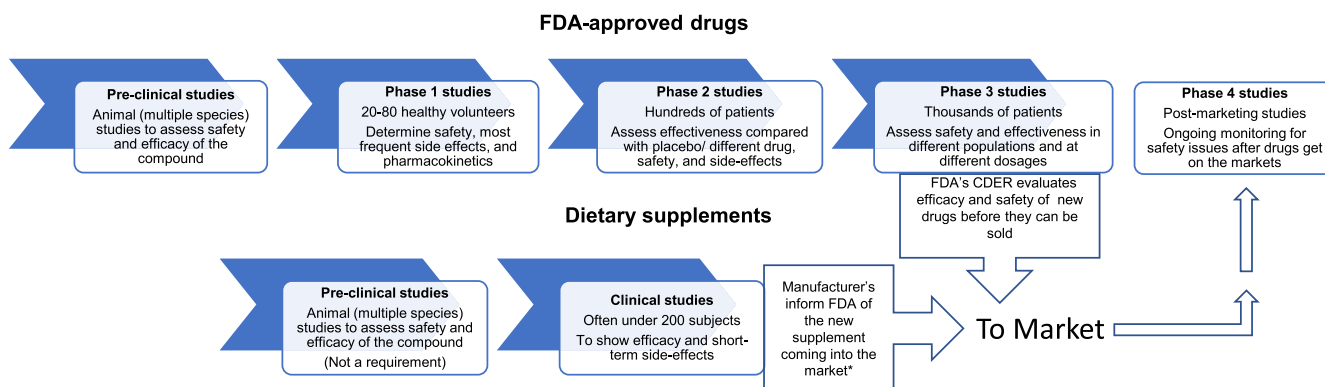 FDA-approved drugs
Pre-clinical studies
Animal (multiple species)
studies to assess safety
and efficacy of the
compound
Phase 1 studies
20-80 healthy volunteers
Determine safety, most
frequent side effects, and
pharmacokinetics
Phase 2 studies
Hundreds of patients
Assess effectiveness compared
with placebo/ different drug,
safety, and side-effects
Phase 3 studies
Thousands of patients
Assess safety and effectiveness in
different populations and at
different dosages
Phase 4 studies
Post-marketing studies
Ongoing monitoring for
safety issues after drugs get
on the markets
FDA's CDER evaluates
efficacy and safety of new
drugs before they can be
sold
Dietary supplements
Pre-clinical studies
Animal (multiple species)
studies to assess safety and
efficacy of the compound
(Not a requirement)
Clinical studies
Often under 200 subjects
To show efficacy and short-
term side-effects
Manufacturer's
inform FDA of
the new
supplement
coming into the
market*
To Market